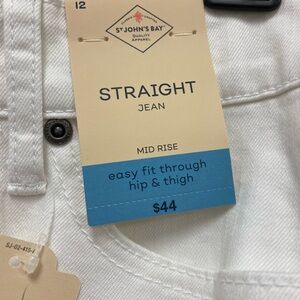 12
ST JOHN'S BAY
QUALITY
APPAREL
STRAIGHT
JEAN
MID RISE
easy fit through
hip & thigh
$44